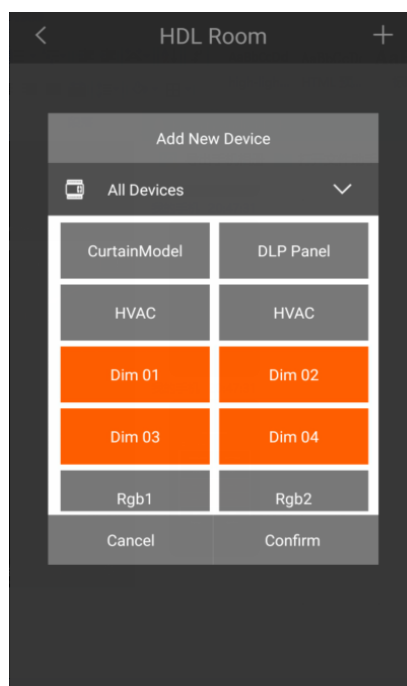 HDL Room
Add New Device
All Devices
CurtainModel DLP Panel
HVAC HVAC
Dim 01 Dim 02
Dim 03 Dim 04
Rgb1 Rgb2
Cancel Confirm